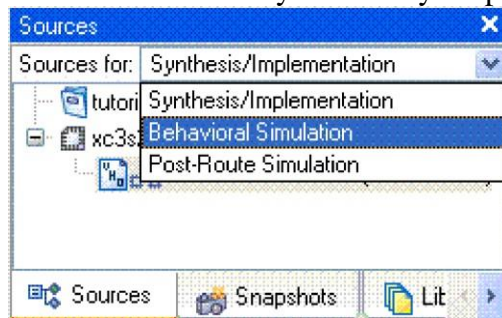 Sources
Sources for: Synthesis/Implementation
tutori Synthesis/Implementation
xc3s Behavioral Simulation
Post-Route Simulation
Sources Snapshots Lit